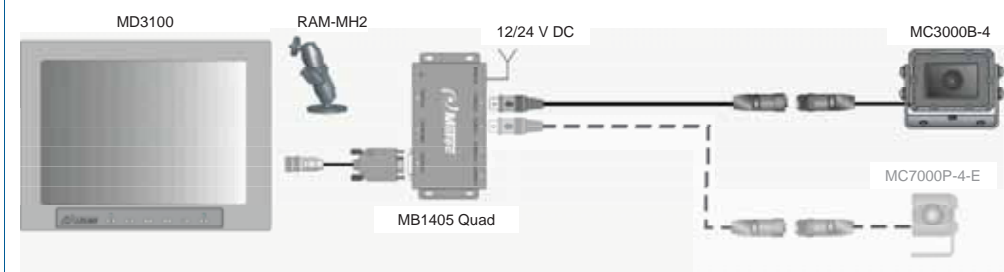 MD3100
RAM-MH2
12/24 V DC
MC3000B-4
MC7000P-4-E
MB1405 Quad